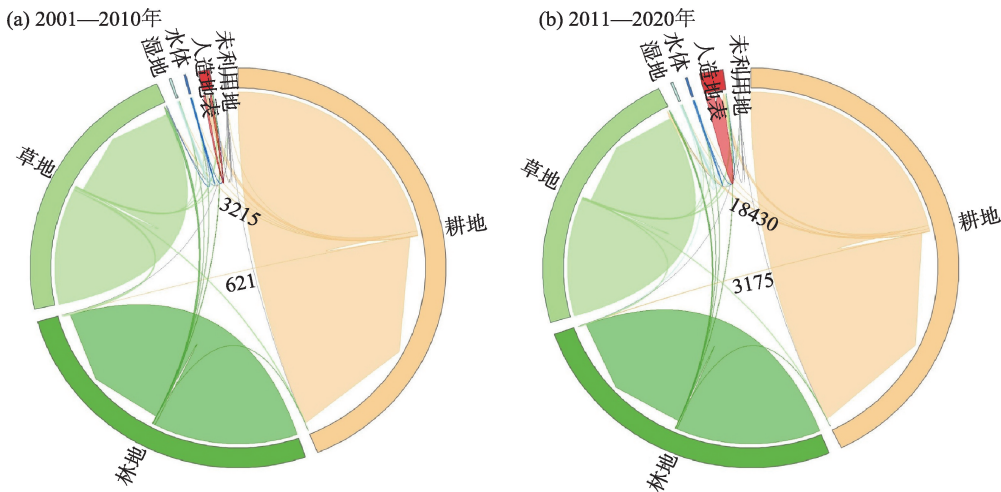 (a) 2001—2010年
湿地
水体
人造地表
未利用地
草地
耕地
林地
3215
621
(b) 2011—2020年
湿地
水体
人造地表
未利用地
草地
耕地
林地
18430
3175